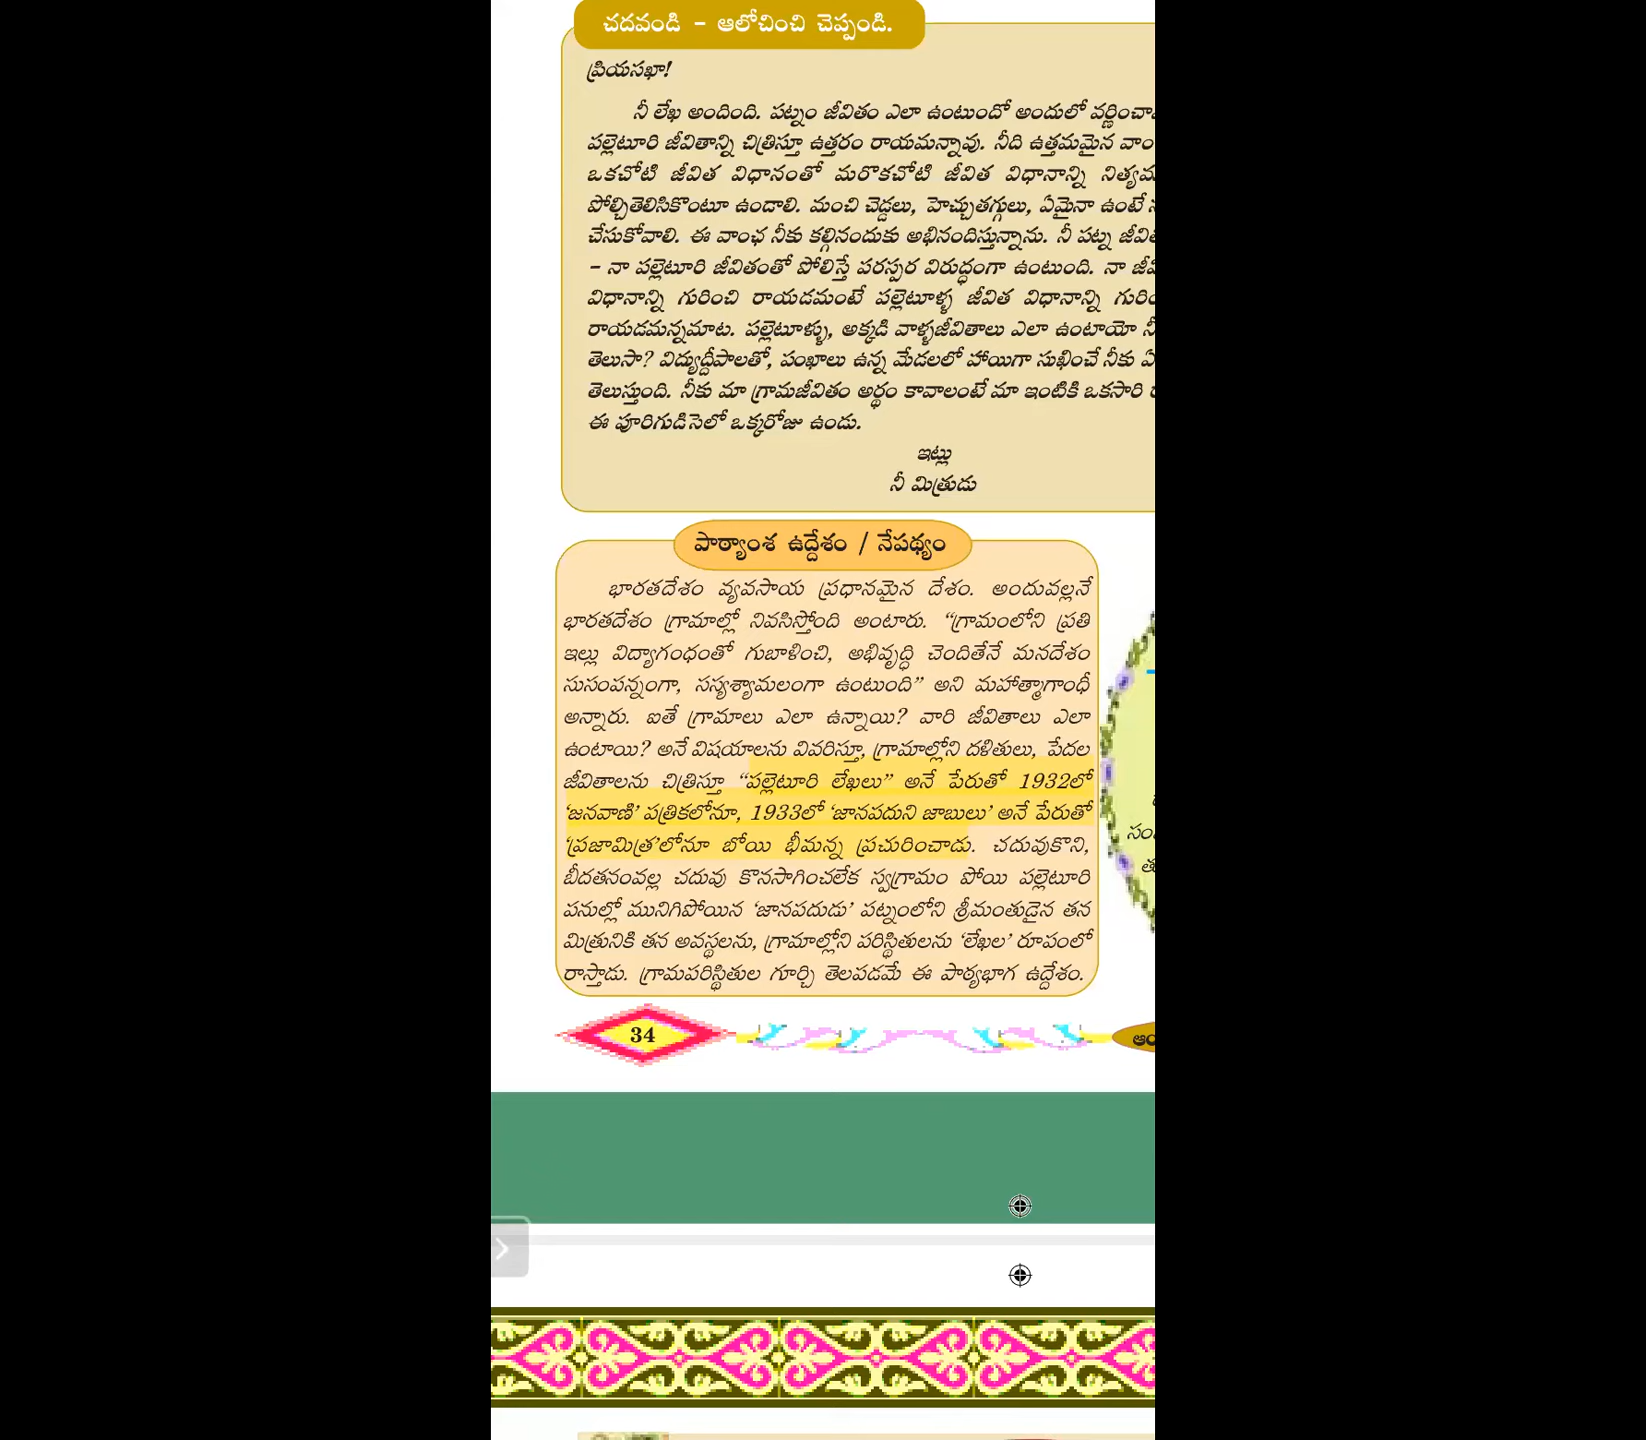 చదవండి - ఆలోచించి చెప్పండి.
ప్రియసఖా!
నీ లేఖ అందింది. పట్నం జీవితం ఎలా ఉంటుందో అందులో
పల్లెటూరి జీవితాన్ని చిత్రిస్తూ ఉత్తరం రాయమన్నావు. నీది ఉత్తమమైన
ఒకచోటి జీవిత విధానంతో మరొకచోటి జీవిత విధానాన్ని
పోల్చితెలిసికొంటూ ఉండాలి. మంచి చెడ్డలు, హెచ్చుతగ్గులు, ఏమైనా ఉంటే
చేసుకోవాలి. ఈ వాంఛ నీకు కల్గినందుకు అభినందిస్తున్నాను. నీ పట్న
- నా పల్లెటూరి జీవితంతో పోలిస్తే పరస్పర విరుద్ధంగా ఉంటుంది. నా
విధానాన్ని గురించి రాయడమంటే పల్లెటూళ్ళ జీవిత విధానాన్ని
రాయడమన్నమాట. పల్లెటూళ్ళు, అక్కడి వాళ్ళజీవితాలు ఎలా ఉంటాయో
తెలుసా? విద్యుద్దీపాలతో, పంఖాలు ఉన్న మేడలలో హాయిగా సుఖించే నీకు
తెలుస్తుంది. నీకు మా గ్రామజీవితం అర్థం కావాలంటే మా ఇంటికి ఒకసారి
ఈ పూరిగుడిసెలో ఒక్కరోజు ఉండు.
ఇట్లు
నీ మిత్రుడు
పాఠ్యాంశ ఉద్దేశం / నేపథ్యం
భారతదేశం వ్యవసాయ ప్రధానమైన దేశం. అందువల్లనే
భారతదేశం గ్రామాల్లో నివసిస్తోంది అంటారు. “గ్రామంలోని ప్రతి
ఇల్లు విద్యాగంధంతో గుబాళించి, అభివృద్ధి చెందితేనే మనదేశం
సుసంపన్నంగా, సస్యశ్యామలంగా ఉంటుంది” అని మహాత్మాగాంధీ
అన్నారు. ఐతే గ్రామాలు ఎలా ఉన్నాయి? వారి జీవితాలు ఎలా
ఉంటాయి? అనే విషయాలను వివరిస్తూ, గ్రామాల్లోని దళితులు, పేదల
జీవితాలను చిత్రిస్తూ “పల్లెటూరి లేఖలు” అనే పేరుతో 1932లో
‘జనవాణి’ పత్రికలోనూ, 1933లో ‘జానపదుని జాబులు’ అనే పేరుతో
‘ప్రజామిత్ర’లోనూ బోయి భీమన్న ప్రచురించాడు. చదువుకొని,
బీదతనంవల్ల చదువు కొనసాగించలేక స్వగ్రామం పోయి పల్లెటూరి
పనుల్లో మునిగిపోయిన ‘జానపదుడు’ పట్నంలోని శ్రీమంతుడైన తన
మిత్రునికి తన అవస్థలను, గ్రామాల్లోని పరిస్థితులను ‘లేఖల’ రూపంలో
రాస్తాడు. గ్రామపరిస్థితుల గూర్చి తెలపడమే ఈ పాఠ్యభాగ ఉద్దేశం.
34